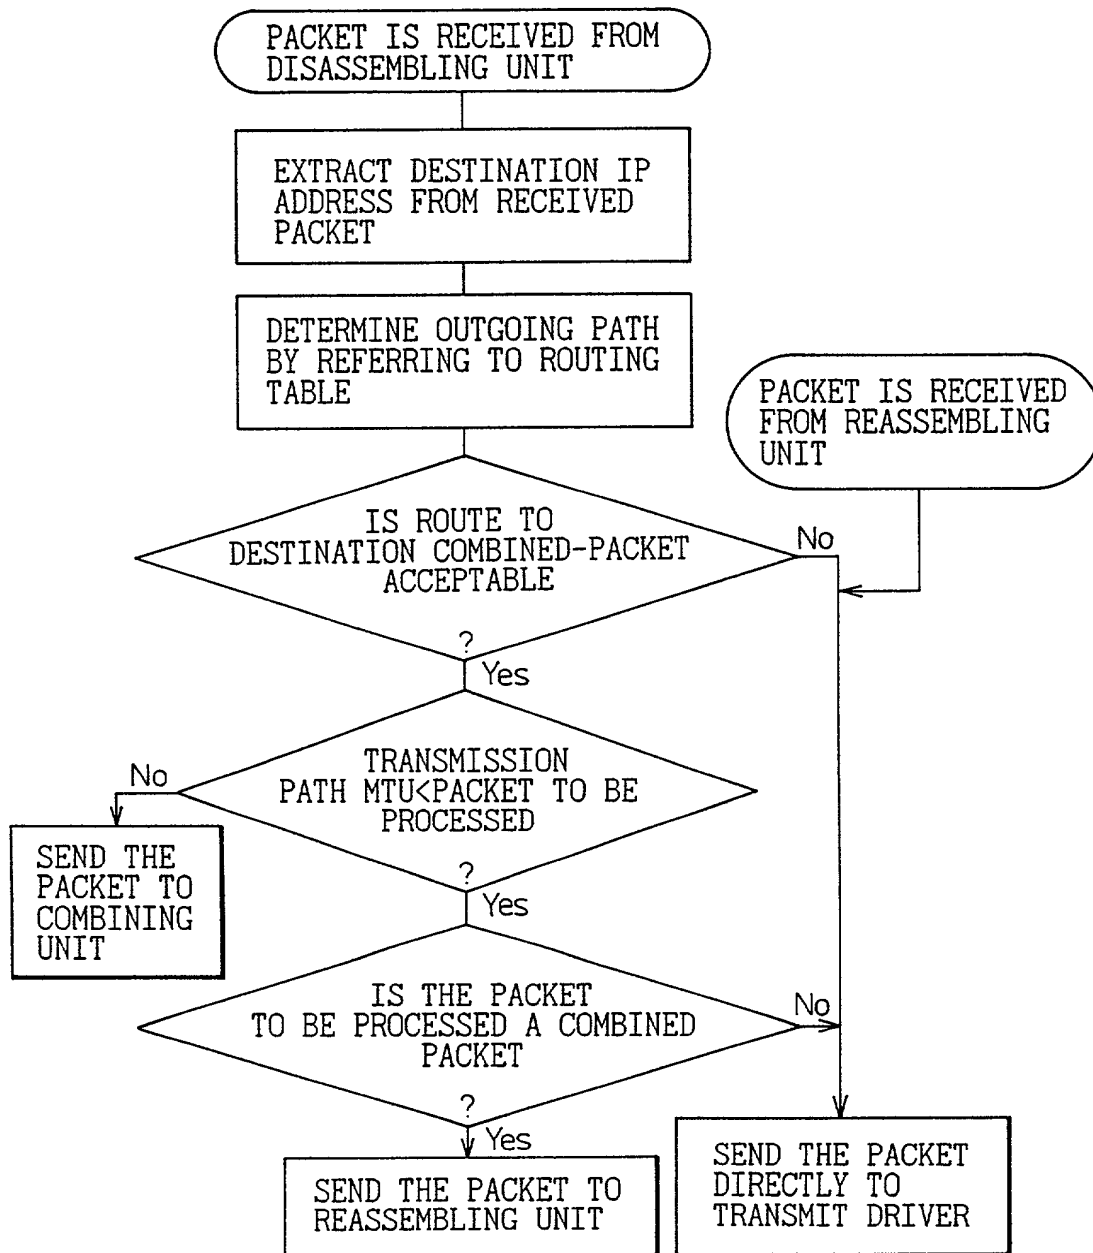 PACKET IS RECEIVED FROM
DISASSEMBLING UNIT
EXTRACT DESTINATION IP
ADDRESS FROM RECEIVED
PACKET
DETERMINE OUTGOING PATH
BY REFERRING TO ROUTING
TABLE
PACKET IS RECEIVED
FROM REASSEMBLING
UNIT
IS ROUTE TO
DESTINATION COMBINED-PACKET
ACCEPTABLE
?
No
Yes
TRANSMISSION
PATH MTU<PACKET TO BE
PROCESSED
?
No
Yes
SEND THE
PACKET TO
COMBINING
UNIT
IS THE PACKET
TO BE PROCESSED A COMBINED
PACKET
?
No
Yes
SEND THE PACKET TO
REASSEMBLING UNIT
SEND THE PACKET
DIRECTLY TO
TRANSMIT DRIVER